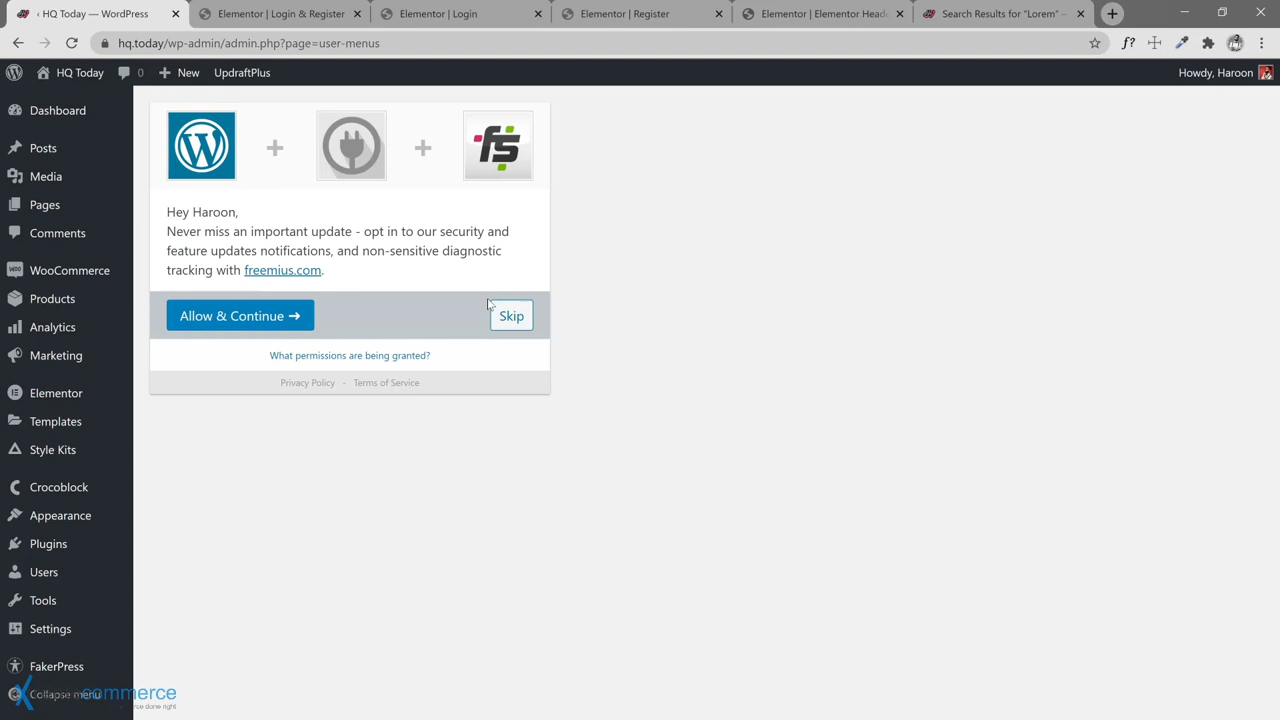 HQ Today — WordPress
Elementor | Login & Register
Elementor | Login
Elementor | Register
Elementor | Elementor Heade
Search Results for “Lorem” –
hq.today/wp-admin/admin.php?page=user-menus
f?
HQ Today
0
New
UpdraftPlus
Howdy, Haroon
Dashboard
Posts
Media
Pages
Comments
WooCommerce
Products
Analytics
Marketing
Elementor
Templates
Style Kits
Crocoblock
Appearance
Plugins
Users
Tools
Settings
FakerPress
Collapse menu
commerce
done right
fs
Hey Haroon,
Never miss an important update - opt in to our security and
feature updates notifications, and non-sensitive diagnostic
tracking with freemius.com.
Allow & Continue ➜
Skip
What permissions are being granted?
Privacy Policy - Terms of Service